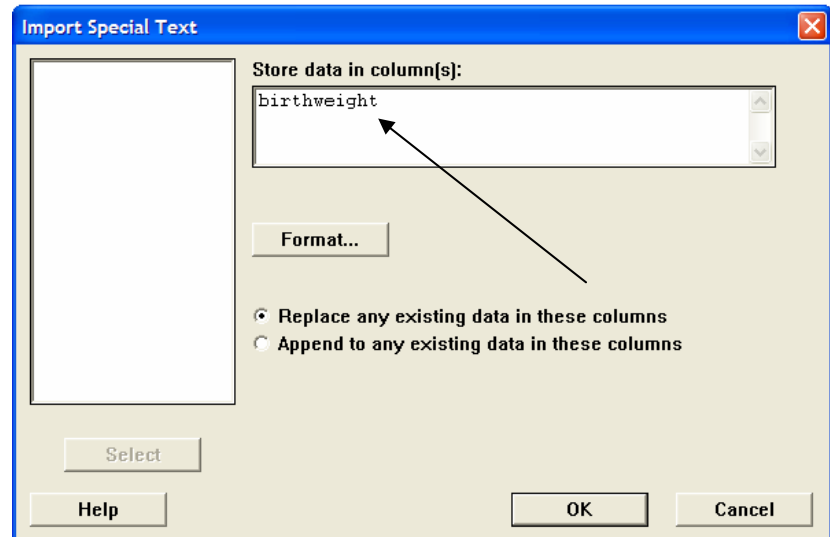 Import Special Text
Store data in column(s):
birthweight
Format...
Replace any existing data in these columns
Append to any existing data in these columns
Select
Help
OK
Cancel